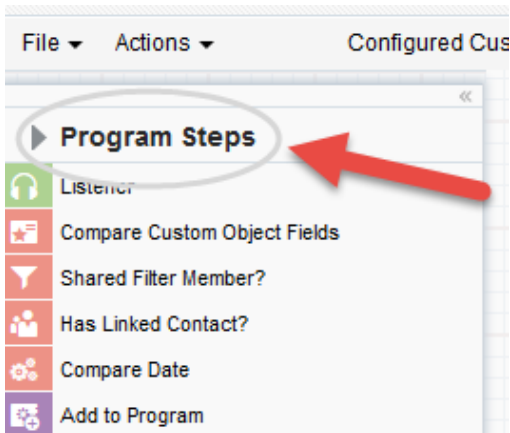 File Actions Configured Cus
Program Steps
Listener
Compare Custom Object Fields
Shared Filter Member?
Has Linked Contact?
Compare Date
Add to Program